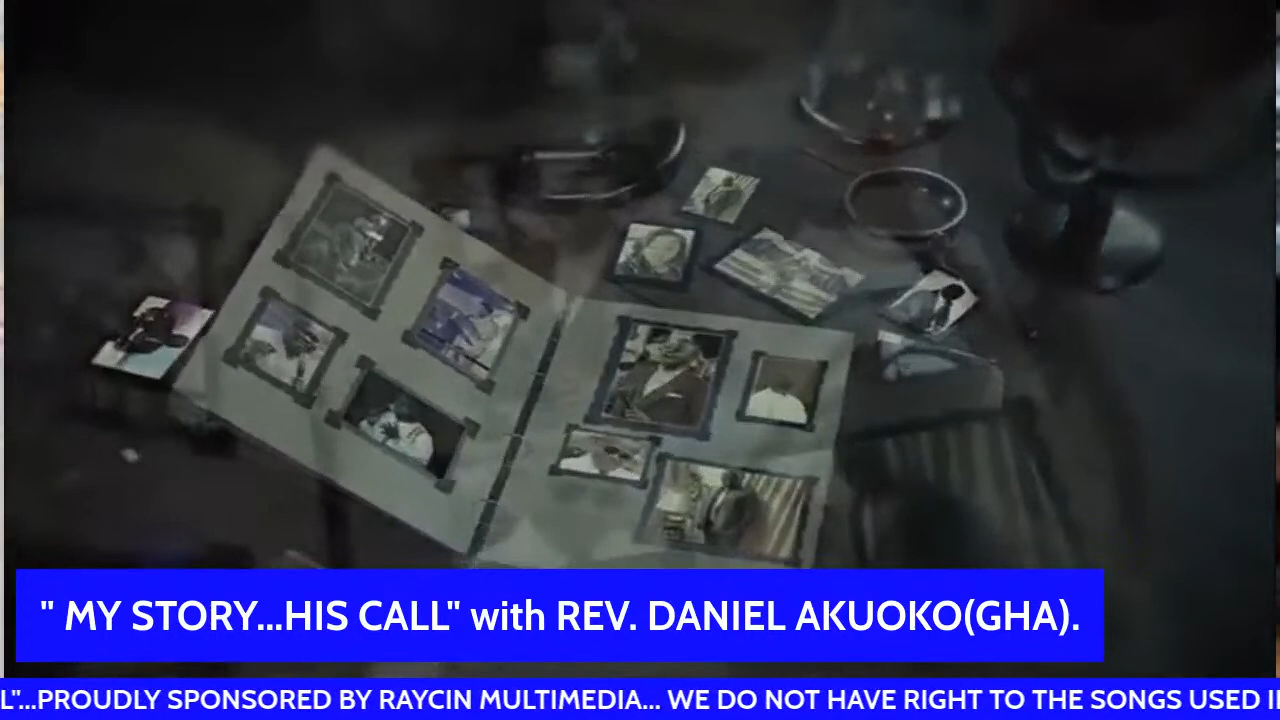 " MY STORY...HIS CALL" with REV. DANIEL AKUOKO(GHA).
L"...PROUDLY SPONSORED BY RAYCIN MULTIMEDIA... WE DO NOT HAVE RIGHT TO THE SONGS USED I